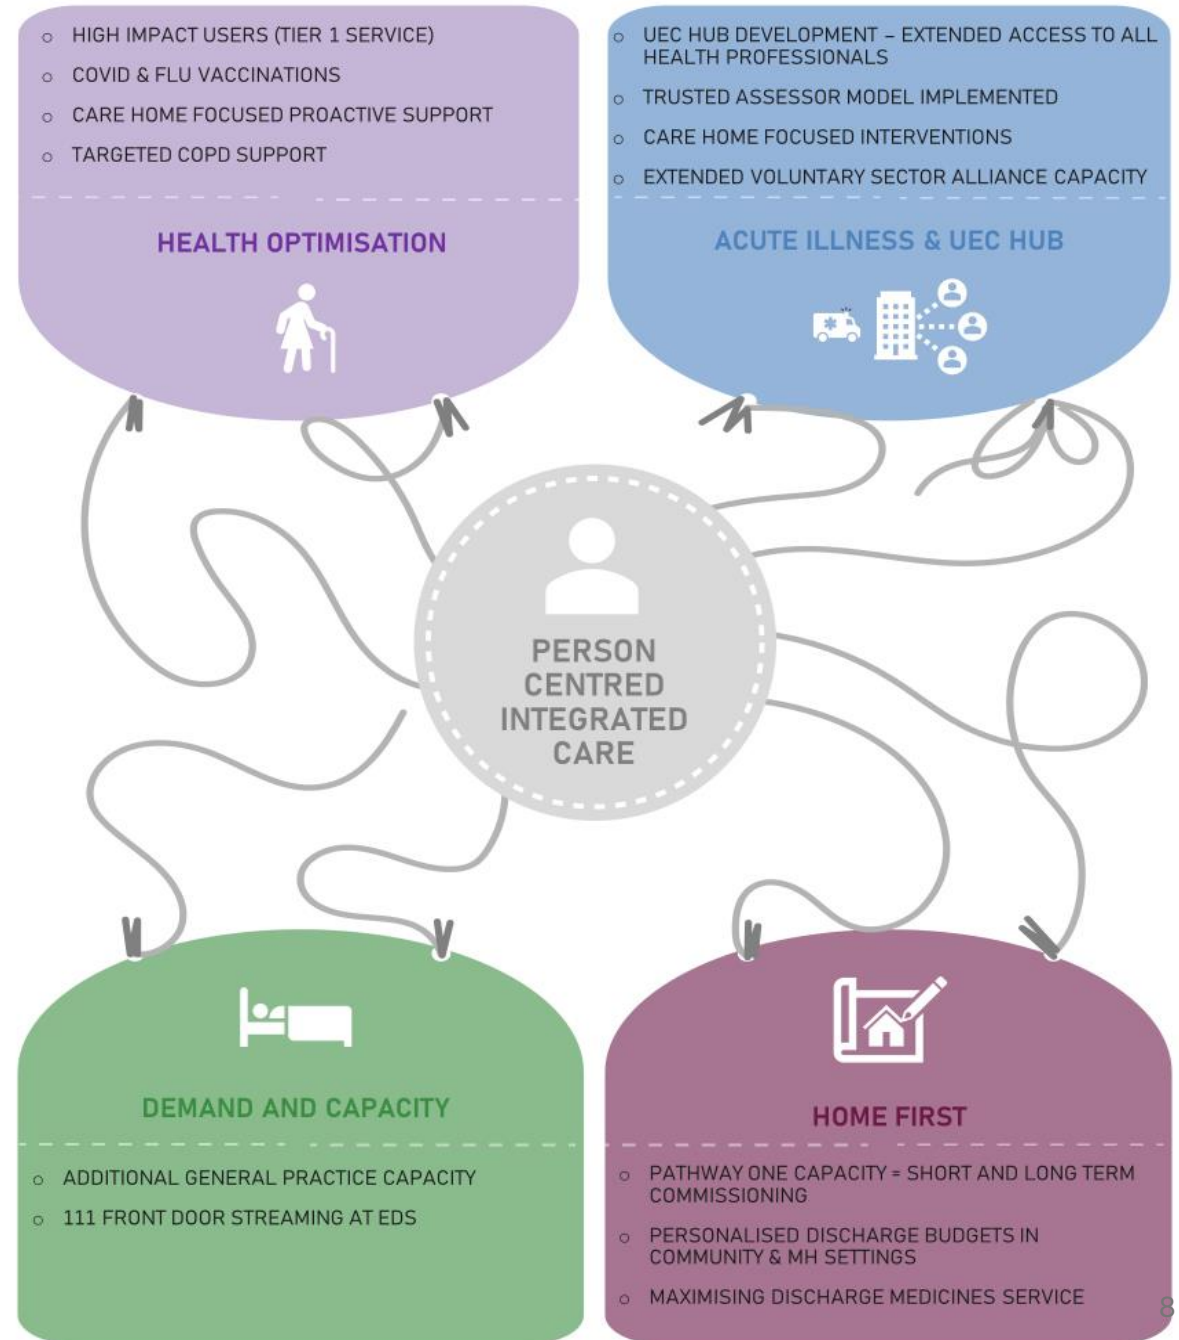 ○ HIGH IMPACT USERS (TIER 1 SERVICE)
○ COVID & FLU VACCINATIONS
○ CARE HOME FOCUSED PROACTIVE SUPPORT
○ TARGETED COPD SUPPORT
HEALTH OPTIMISATION
○ UEC HUB DEVELOPMENT – EXTENDED ACCESS TO ALL
HEALTH PROFESSIONALS
○ TRUSTED ASSESSOR MODEL IMPLEMENTED
○ CARE HOME FOCUSED INTERVENTIONS
○ EXTENDED VOLUNTARY SECTOR ALLIANCE CAPACITY
ACUTE ILLNESS & UEC HUB
PERSON
CENTRED
INTEGRATED
CARE
DEMAND AND CAPACITY
○ ADDITIONAL GENERAL PRACTICE CAPACITY
○ 111 FRONT DOOR STREAMING AT EDS
HOME FIRST
○ PATHWAY ONE CAPACITY = SHORT AND LONG TERM
COMMISSIONING
○ PERSONALISED DISCHARGE BUDGETS IN
COMMUNITY & MH SETTINGS
○ MAXIMISING DISCHARGE MEDICINES SERVICE
8